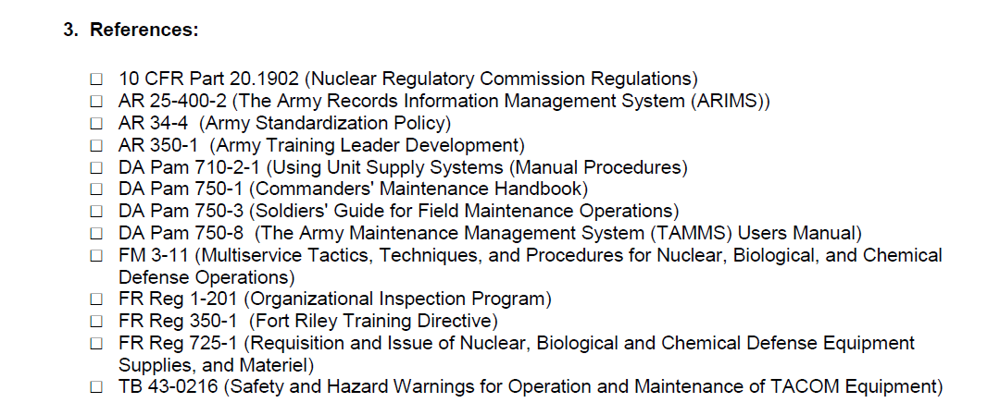 3. References:
☐ 10 CFR Part 20.1902 (Nuclear Regulatory Commission Regulations)
☐ AR 25-400-2 (The Army Records Information Management System (ARIMS))
☐ AR 34-4 (Army Standardization Policy)
☐ AR 350-1 (Army Training Leader Development)
☐ DA Pam 710-2-1 (Using Unit Supply Systems (Manual Procedures)
☐ DA Pam 750-1 (Commanders' Maintenance Handbook)
☐ DA Pam 750-3 (Soldiers' Guide for Field Maintenance Operations)
☐ DA Pam 750-8 (The Army Maintenance Management System (TAMMS) Users Manual)
☐ FM 3-11 (Multiservice Tactics, Techniques, and Procedures for Nuclear, Biological, and Chemical
Defense Operations)
☐ FR Reg 1-201 (Organizational Inspection Program)
☐ FR Reg 350-1 (Fort Riley Training Directive)
☐ FR Reg 725-1 (Requisition and Issue of Nuclear, Biological and Chemical Defense Equipment
Supplies, and Materiel)
☐ TB 43-0216 (Safety and Hazard Warnings for Operation and Maintenance of TACOM Equipment)